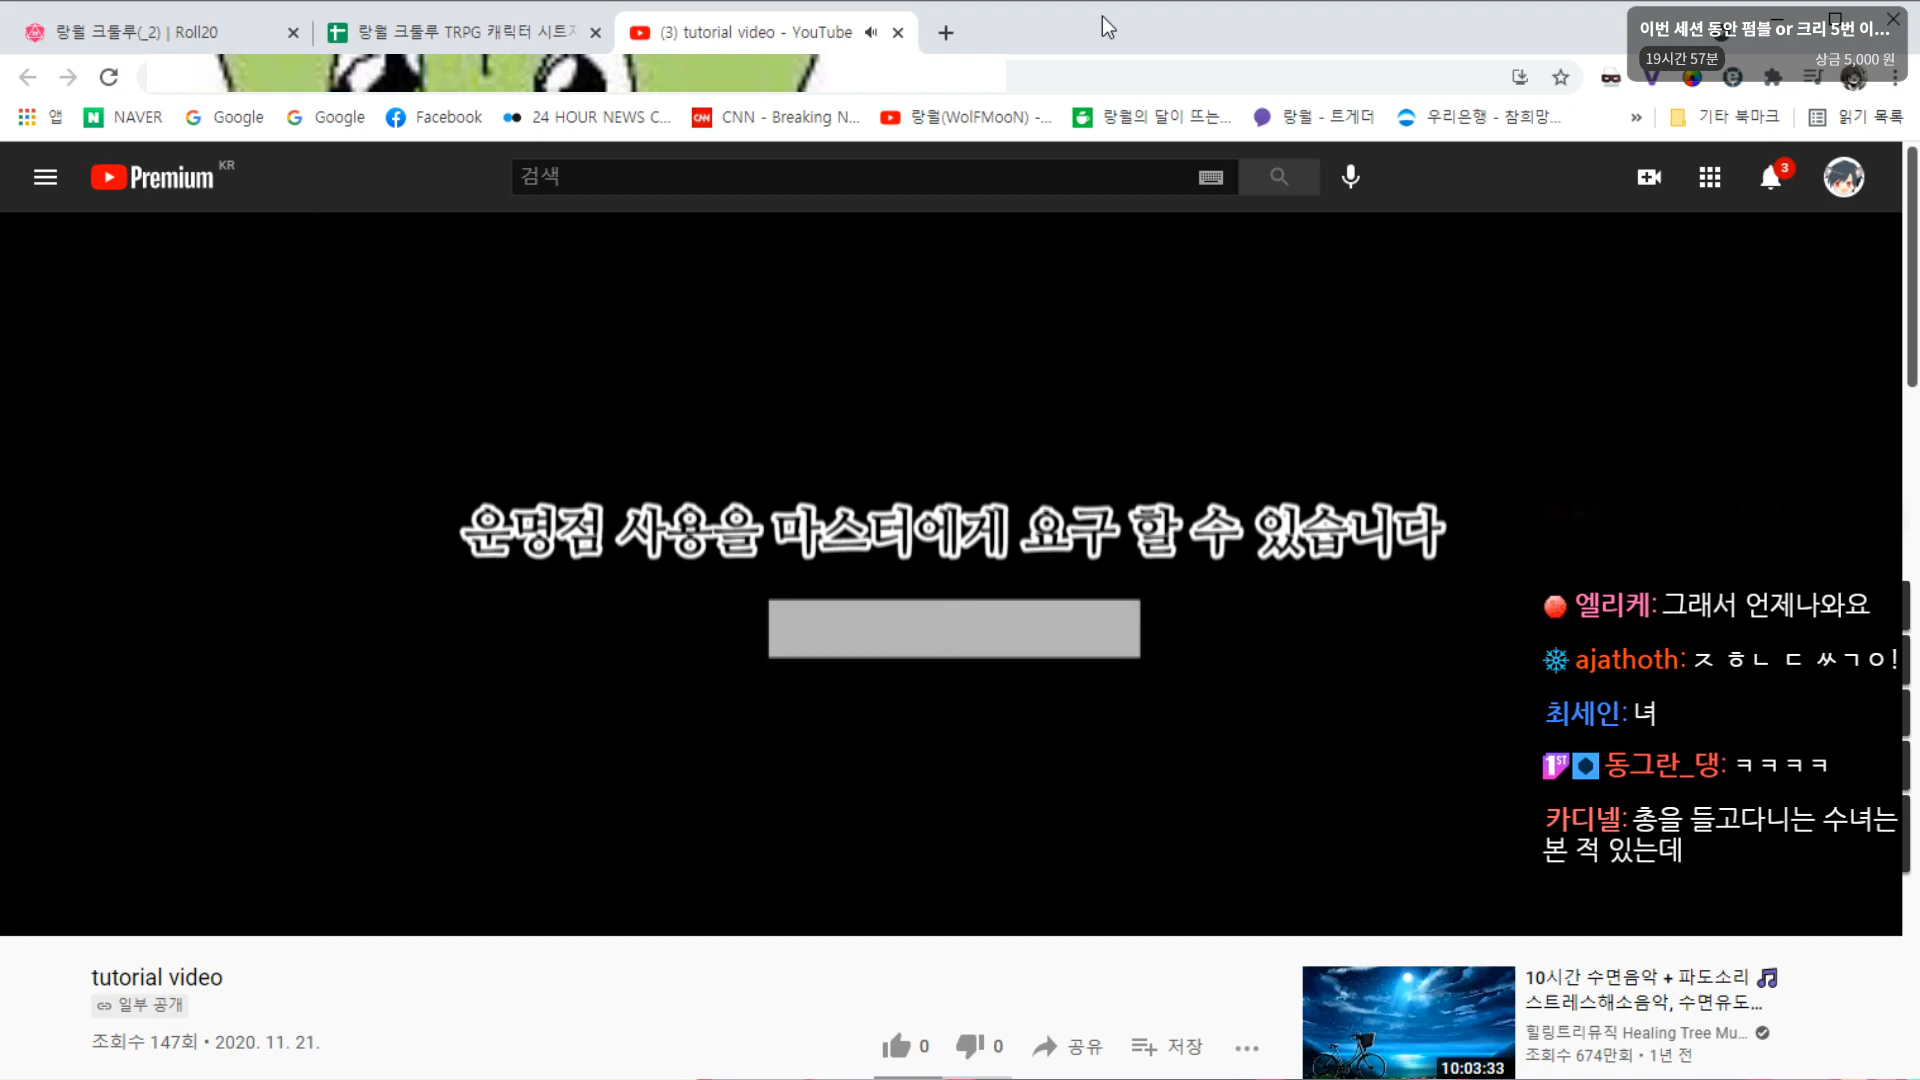 랑월 크툴루(_2) | Roll20
랑월 크툴루 TRPG 캐릭터 시트지
(3) tutorial video - YouTube
이번 세션 동안 펌블 or 크리 5번 이...
19시간 57분
상금 5,000 원
앱
NAVER
Google
Google
Facebook
24 HOUR NEWS C...
CNN - Breaking N...
랑월(WolFMooN) -...
랑월의 달이 뜨는...
랑월 - 트게더
우리은행 - 참희망...
»
기타 북마크
읽기 목록
Premium KR
검색
3
운명점 사용을 마스터에게 요구 할 수 있습니다
엘리케: 그래서 언제나와요
ajathoth: ㅈ ㅎㄴ ㄷ ㅆㄱㅇ!
최세인: 녀
1ST 동그란_댕: ㅋㅋㅋㅋ
카디넬: 총을 들고다니는 수녀는
본 적 있는데
tutorial video
일부 공개
조회수 147회 • 2020. 11. 21.
0
0
공유
저장
10:03:33
10시간 수면음악 + 파도소리 🎵
스트레스해소음악, 수면유도...
힐링트리뮤직 Healing Tree Mu...
조회수 674만회 • 1년 전